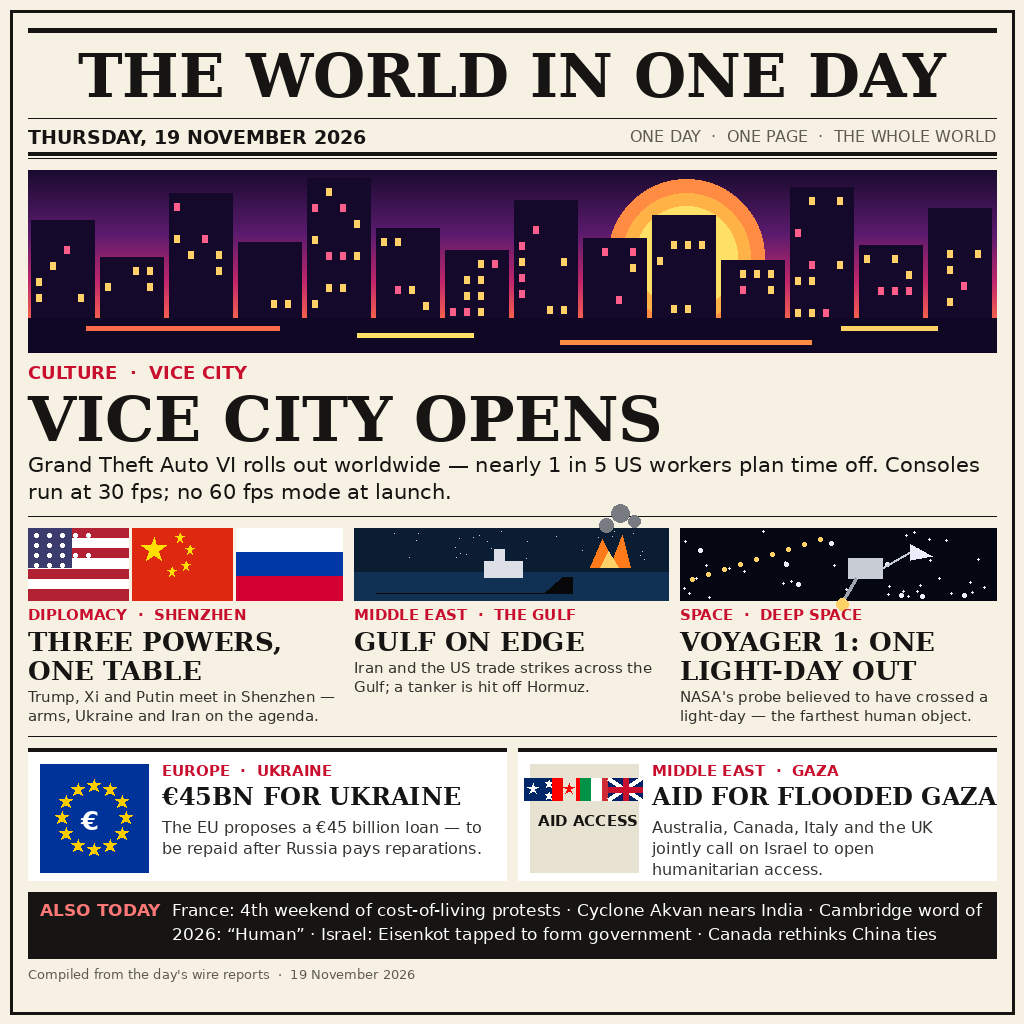 THE WORLD IN ONE DAY
THURSDAY, 19 NOVEMBER 2026
ONE DAY · ONE PAGE · THE WHOLE WORLD
CULTURE · VICE CITY
VICE CITY OPENS
Grand Theft Auto VI rolls out worldwide — nearly 1 in 5 US workers plan time off. Consoles
run at 30 fps; no 60 fps mode at launch.
DIPLOMACY · SHENZHEN
THREE POWERS,
ONE TABLE
Trump, Xi and Putin meet in Shenzhen —
arms, Ukraine and Iran on the agenda.
MIDDLE EAST · THE GULF
GULF ON EDGE
Iran and the US trade strikes across the
Gulf; a tanker is hit off Hormuz.
SPACE · DEEP SPACE
VOYAGER 1: ONE
LIGHT-DAY OUT
NASA's probe believed to have crossed a
light-day — the farthest human object.
€
EUROPE · UKRAINE
€45BN FOR UKRAINE
The EU proposes a €45 billion loan — to
be repaid after Russia pays reparations.
AID ACCESS
MIDDLE EAST · GAZA
AID FOR FLOODED GAZA
Australia, Canada, Italy and the UK
jointly call on Israel to open
humanitarian access.
ALSO TODAY
France: 4th weekend of cost-of-living protests · Cyclone Akvan nears India · Cambridge word of
2026: “Human” · Israel: Eisenkot tapped to form government · Canada rethinks China ties
Compiled from the day's wire reports · 19 November 2026